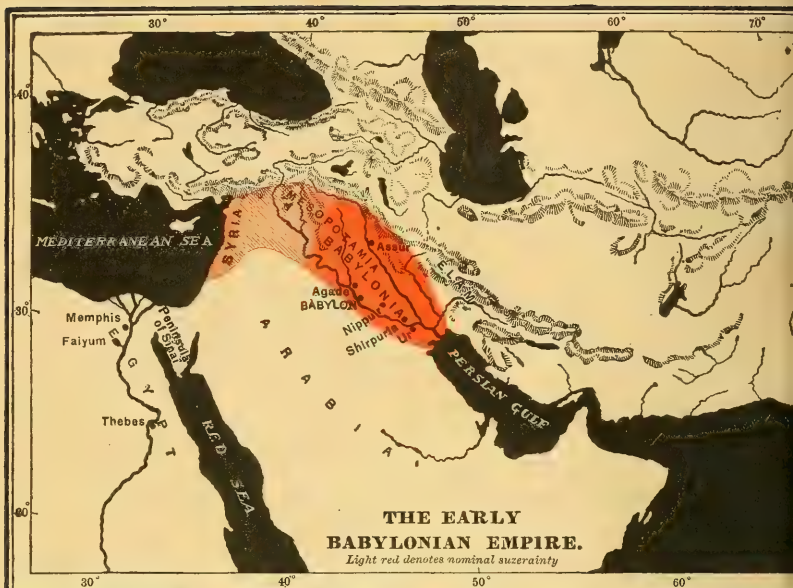 30° 40° 50° 60° 70°
40°
MEDITERRANEAN SEA
SYRIA
MESOPOTAMIA
BABYLONIA
Assur
ELAM
Agade
BABYLON
Nippur
Shirpurla
Ur
30°
Memphis
Faiyum
Peninsula
of Sinai
EGYPT
Thebes
ARABIA
RED SEA
PERSIAN GULF
THE EARLY
BABYLONIAN EMPIRE.
Light red denotes nominal suzerainty
30° 40° 50° 60°